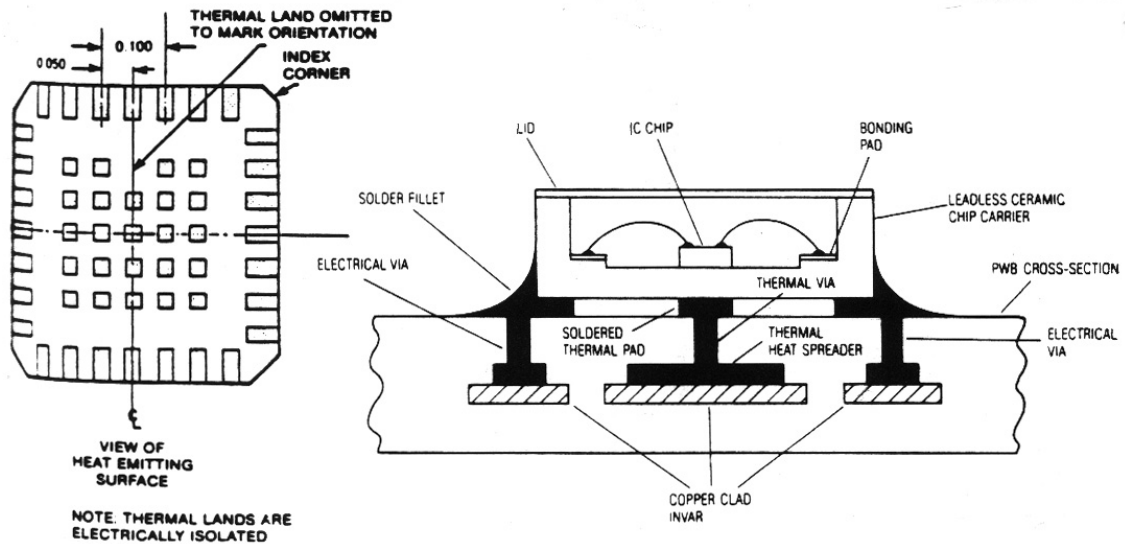 THERMAL LAND OMITTED
TO MARK ORIENTATION
0.100
INDEX
CORNER
0.050
VIEW OF
HEAT EMITTING
SURFACE
NOTE: THERMAL LANDS ARE
ELECTRICALLY ISOLATED
LID
IC CHIP
BONDING
PAD
SOLDER FILLET
LEADLESS CERAMIC
CHIP CARRIER
ELECTRICAL VIA
PWB CROSS-SECTION
THERMAL VIA
SOLDERED
THERMAL PAD
THERMAL
HEAT SPREADER
ELECTRICAL
VIA
COPPER CLAD
INVAR